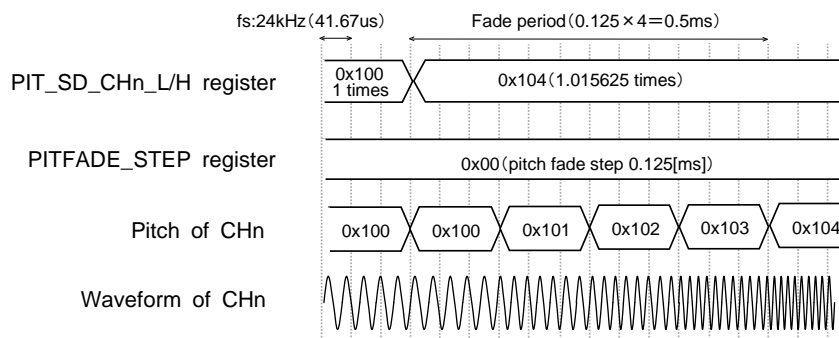 fs:24kHz(41.67us)
Fade period(0.125×4=0.5ms)
PIT_SD_CHn_L/H register
0x100
1 times
0x104(1.015625 times)
PITFADE_STEP register
0x00(pitch fade step 0.125[ms])
Pitch of CHn
0x100
0x100
0x101
0x102
0x103
0x104
Waveform of CHn